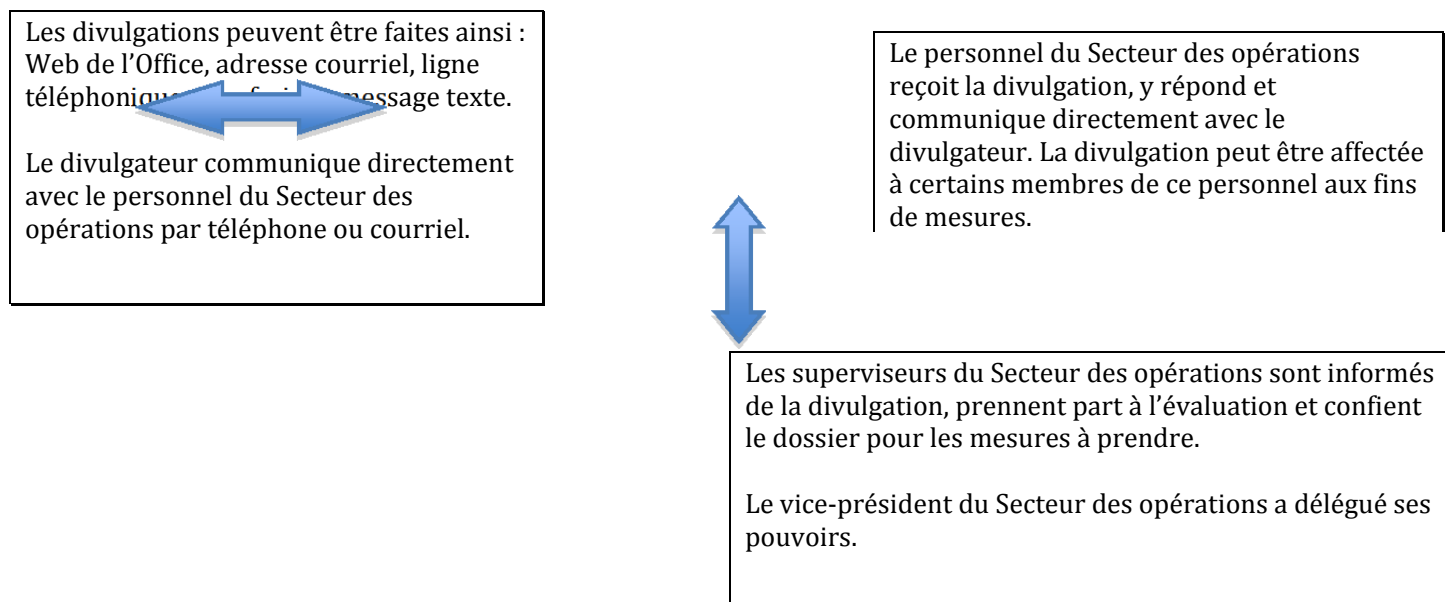 Les divulgations peuvent être faites ainsi :
Web de l’Office, adresse courriel, ligne
message texte.
Le divulgateur communique directement
avec le personnel du Secteur des
opérations par téléphone ou courriel.
Le personnel du Secteur des opérations
reçoit la divulgation, y répond et
communique directement avec le
divulgateur. La divulgation peut être affectée
à certains membres de ce personnel aux fins
de mesures.
Les superviseurs du Secteur des opérations sont informés
de la divulgation, prennent part à l’évaluation et confient
le dossier pour les mesures à prendre.
Le vice-président du Secteur des opérations a délégué ses
pouvoirs.